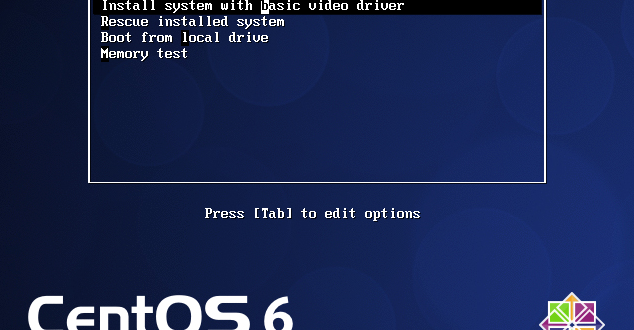 Install system with basic video driver
Rescue installed system
Boot from local drive
Memory test
Press [Tab] to edit options
CentOS 6